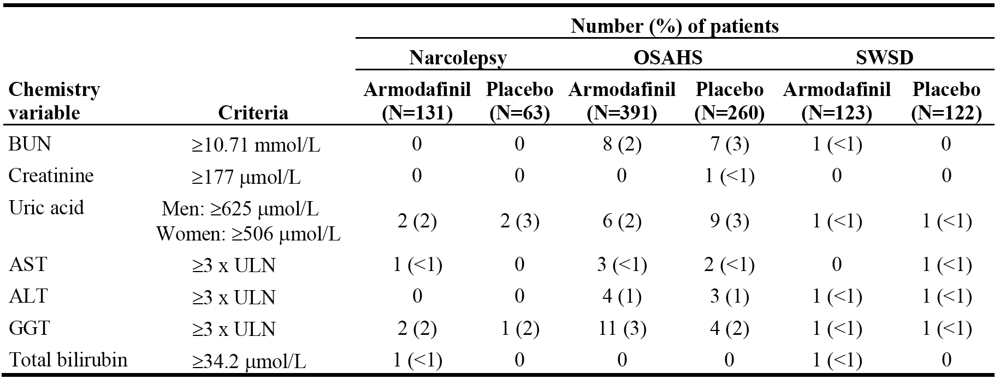 Number (%) of patients
Narcolepsy OSAHS SWSD
Chemistry variable Criteria Armodafinil (N=131) Placebo (N=63) Armodafinil (N=391) Placebo (N=260) Armodafinil (N=123) Placebo (N=122)
BUN ≥10.71 mmol/L 0 0 8 (2) 7 (3) 1 (<1) 0
Creatinine ≥177 μmol/L 0 0 0 1 (<1) 0 0
Uric acid Men: ≥625 μmol/L
Women: ≥506 μmol/L 2 (2) 2 (3) 6 (2) 9 (3) 1 (<1) 1 (<1)
AST ≥3 x ULN 1 (<1) 0 3 (<1) 2 (<1) 0 1 (<1)
ALT ≥3 x ULN 0 0 4 (1) 3 (1) 1 (<1) 1 (<1)
GGT ≥3 x ULN 2 (2) 1 (2) 11 (3) 4 (2) 1 (<1) 1 (<1)
Total bilirubin ≥34.2 μmol/L 1 (<1) 0 0 0 1 (<1) 0